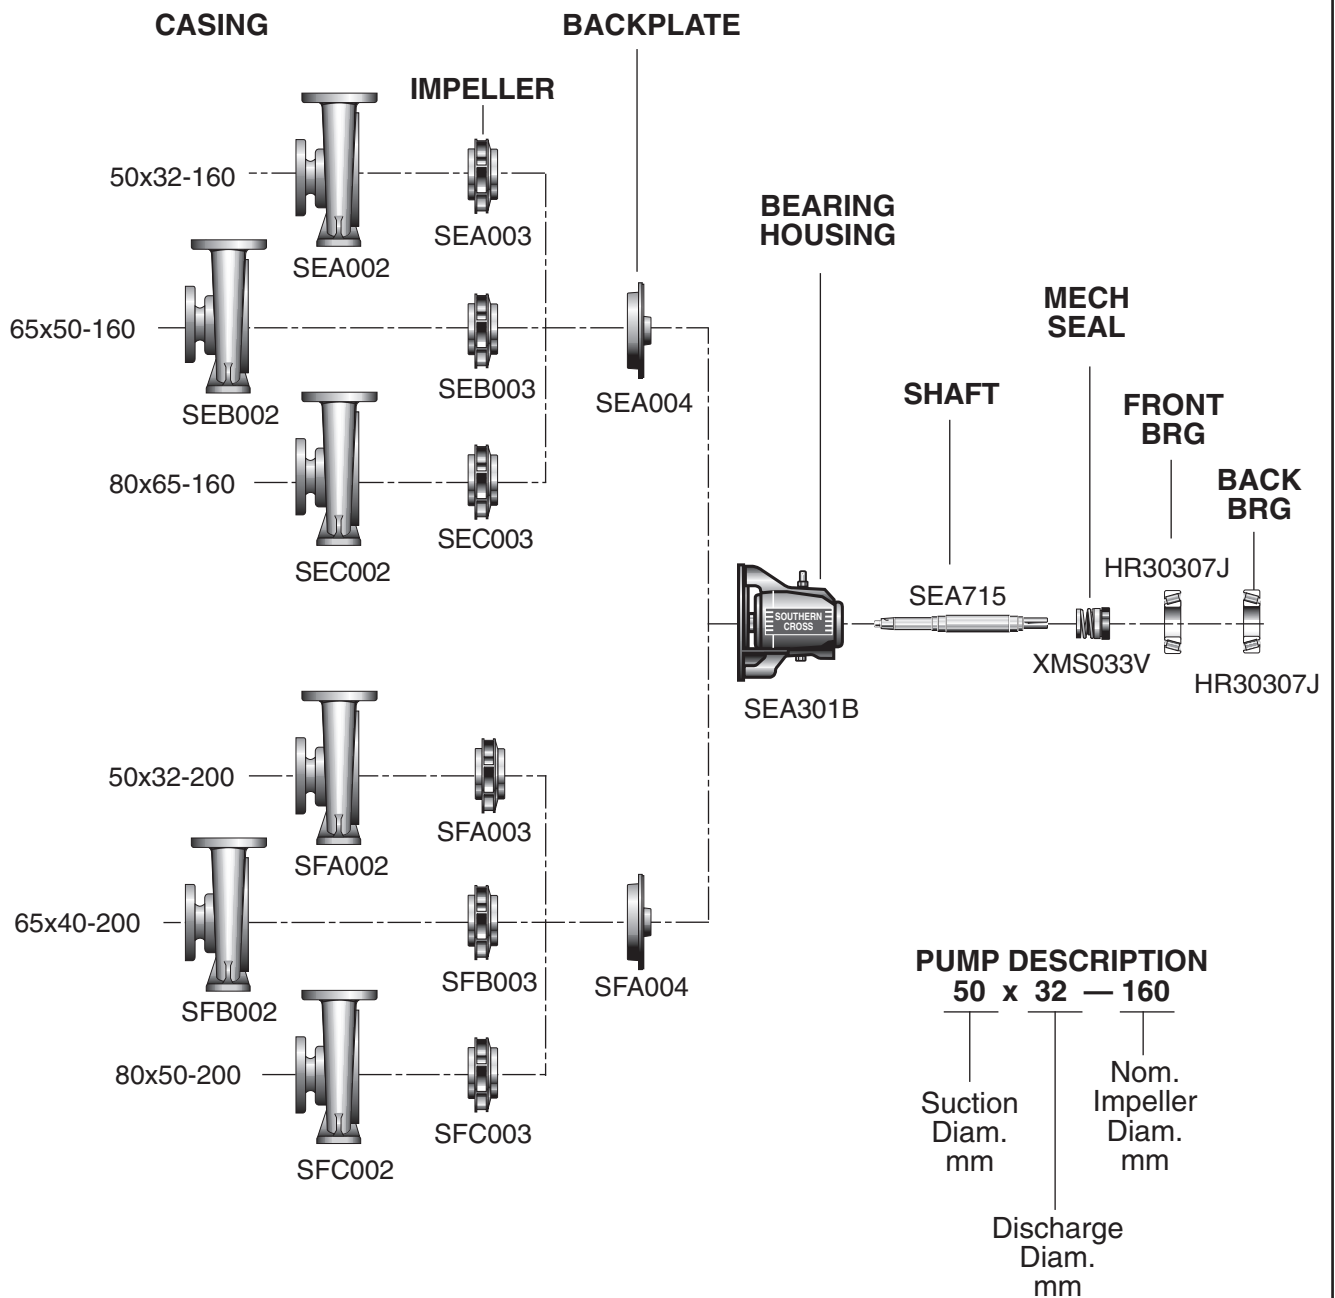 CASING
BACKPLATE
IMPELLER
50x32-160
SEA003
SEA002
BEARING
HOUSING
65x50-160
SEB003
SEB002
SEA004
MECH
SEAL
SHAFT
FRONT
BRG
80x65-160
SEC003
SEC002
BACK
BRG
HR30307J
SEA715
SOUTHERN
CROSS
XMS033V
HR30307J
SEA301B
50x32-200
SFA003
SFA002
65x40-200
SFB003
SFB002
SFA004
80x50-200
SFC003
SFC002
PUMP DESCRIPTION
50 x 32 — 160
Suction
Diam.
mm
Nom.
Impeller
Diam.
mm
Discharge
Diam.
mm